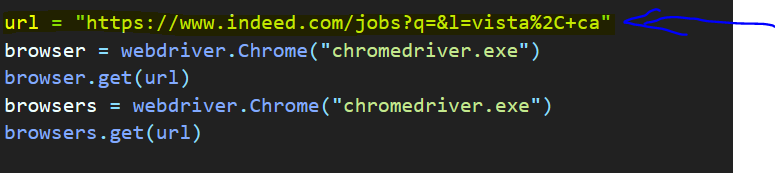 url = "https://www.indeed.com/jobs?q=&l=vista%2C+ca"
browser = webdriver.Chrome("chromedriver.exe")
browser.get(url)
browsers = webdriver.Chrome("chromedriver.exe")
browsers.get(url)